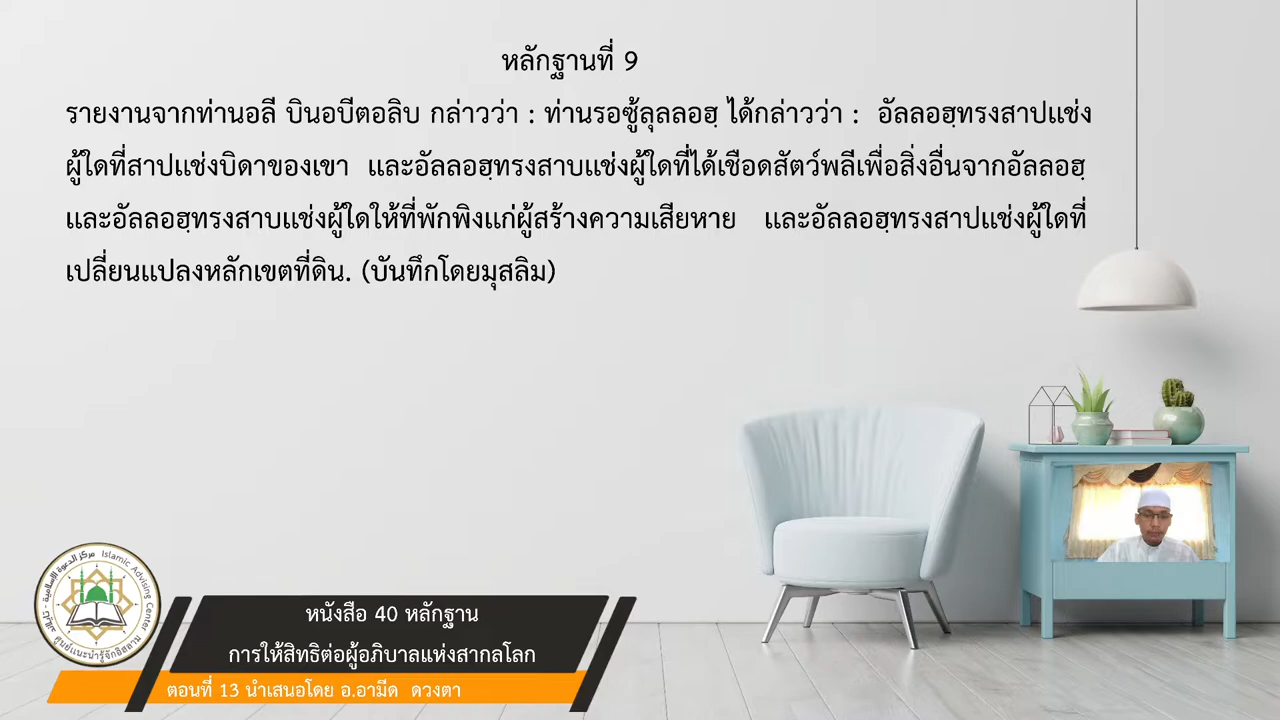 หลักฐานที่ 9
รายงานจากท่านอลี บินอบีตอลิบ กล่าวว่า : ท่านรอซู้ลุลลอฮฺ ได้กล่าวว่า : อัลลอฮฺทรงสาปแช่ง
ผู้ใดที่สาปแช่งบิดาของเขา และอัลลอฮฺทรงสาบแช่งผู้ใดที่ได้เชือดสัตว์พลีเพื่อสิ่งอื่นจากอัลลอฮฺ
และอัลลอฮฺทรงสาบแช่งผู้ใดให้ที่พักพิงแก่ผู้สร้างความเสียหาย และอัลลอฮฺทรงสาปแช่งผู้ใดที่
เปลี่ยนแปลงหลักเขตที่ดิน. (บันทึกโดยมุสลิม)
مركز الدعوة الإسلامية - تايلاند
Islamic Advising Center
ศูนย์แนะนำรู้จักอิสลาม
หนังสือ 40 หลักฐาน
การให้สิทธิต่อผู้อภิบาลแห่งสากลโลก
ตอนที่ 13 นำเสนอโดย อ.อามีด ดวงตา